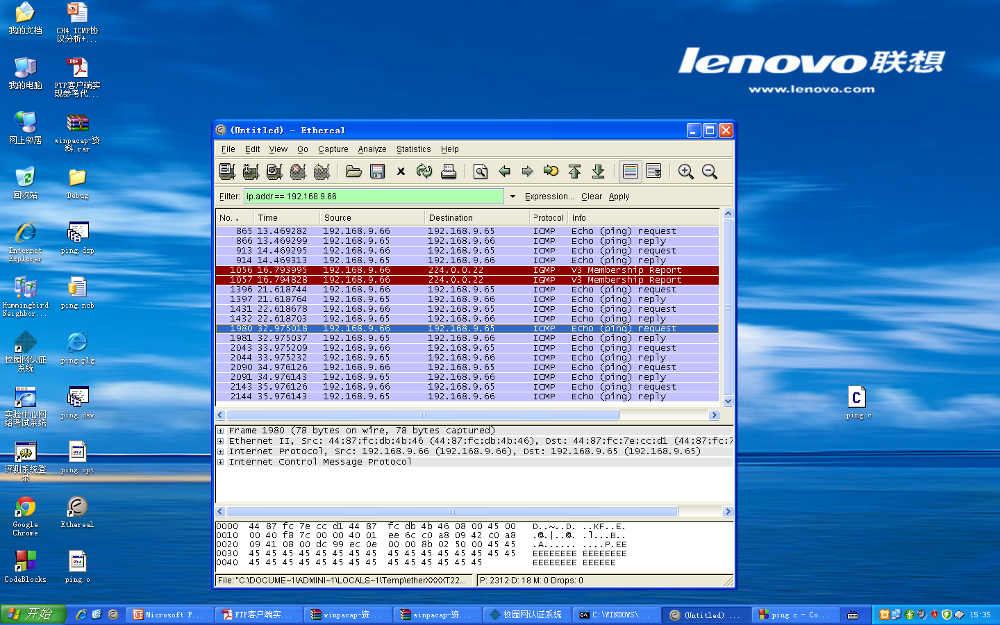 我的文档
CH4 ICMP协
议分析+...
我的电脑
FTP客户端实
现参考代...
网上邻居
winpacap-资
料.rar
回收站
Debug
Internet
Explorer
ping.dsp
Hummingbird
Neighbor...
ping.ncb
校园网认证
系统
ping.plg
实验中心网
络考试系统
ping.dsw
评测系统登
录
ping.opt
Google
Chrome
Ethereal
CodeBlocks
ping.o
lenovo联想
www.lenovo.com
C
ping.c
(Untitled) - Ethereal
File Edit View Go Capture Analyze Statistics Help
Filter: ip.addr == 192.168.9.66 Expression... Clear Apply
No. . Time Source Destination Protocol Info
865 13.469282 192.168.9.66 192.168.9.65 ICMP Echo (ping) request
866 13.469299 192.168.9.65 192.168.9.66 ICMP Echo (ping) reply
913 14.469295 192.168.9.66 192.168.9.65 ICMP Echo (ping) request
914 14.469313 192.168.9.65 192.168.9.66 ICMP Echo (ping) reply
1056 16.793995 192.168.9.66 224.0.0.22 IGMP V3 Membership Report
1057 16.794828 192.168.9.66 224.0.0.22 IGMP V3 Membership Report
1396 21.618744 192.168.9.66 192.168.9.65 ICMP Echo (ping) request
1397 21.618764 192.168.9.65 192.168.9.66 ICMP Echo (ping) reply
1431 22.618678 192.168.9.66 192.168.9.65 ICMP Echo (ping) request
1432 22.618703 192.168.9.65 192.168.9.66 ICMP Echo (ping) reply
1980 32.975018 192.168.9.66 192.168.9.65 ICMP Echo (ping) request
1981 32.975037 192.168.9.65 192.168.9.66 ICMP Echo (ping) reply
2043 33.975209 192.168.9.66 192.168.9.65 ICMP Echo (ping) request
2044 33.975232 192.168.9.65 192.168.9.66 ICMP Echo (ping) reply
2090 34.976126 192.168.9.66 192.168.9.65 ICMP Echo (ping) request
2091 34.976143 192.168.9.65 192.168.9.66 ICMP Echo (ping) reply
2143 35.976126 192.168.9.66 192.168.9.65 ICMP Echo (ping) request
2144 35.976143 192.168.9.65 192.168.9.66 ICMP Echo (ping) reply
Frame 1980 (78 bytes on wire, 78 bytes captured)
Ethernet II, Src: 44:87:fc:db:4b:46 (44:87:fc:db:4b:46), Dst: 44:87:fc:7e:cc:d1 (44:87:fc:7
Internet Protocol, Src: 192.168.9.66 (192.168.9.66), Dst: 192.168.9.65 (192.168.9.65)
Internet Control Message Protocol
0000 44 87 fc 7e cc d1 44 87 fc db 4b 46 08 00 45 00 D..~..D. ..KF..E.
0010 00 40 f8 7c 00 00 40 01 ee 6c c0 a8 09 42 c0 a8 .@.|..@. .l...B..
0020 09 41 08 00 dc 99 ec 0e 00 00 8b 02 50 00 45 45 .A...... ....P.EE
0030 45 45 45 45 45 45 45 45 45 45 45 45 45 45 45 45 EEEEEEEE EEEEEEEE
0040 45 45 45 45 45 45 45 45 45 45 45 45 45 45 EEEEEEEE EEEEEE
File: "C:\DOCUME~1\ADMINI~1\LOCALS~1\Temp\etherXXXXT22... P: 2312 D: 18 M: 0 Drops: 0
开始 Microsoft P... FTP客户端实... winpacap-资... winpacap-资... 校园网认证系统 C:\WINDOWS\... (Untitled) ... ping.c - Co... 15:35